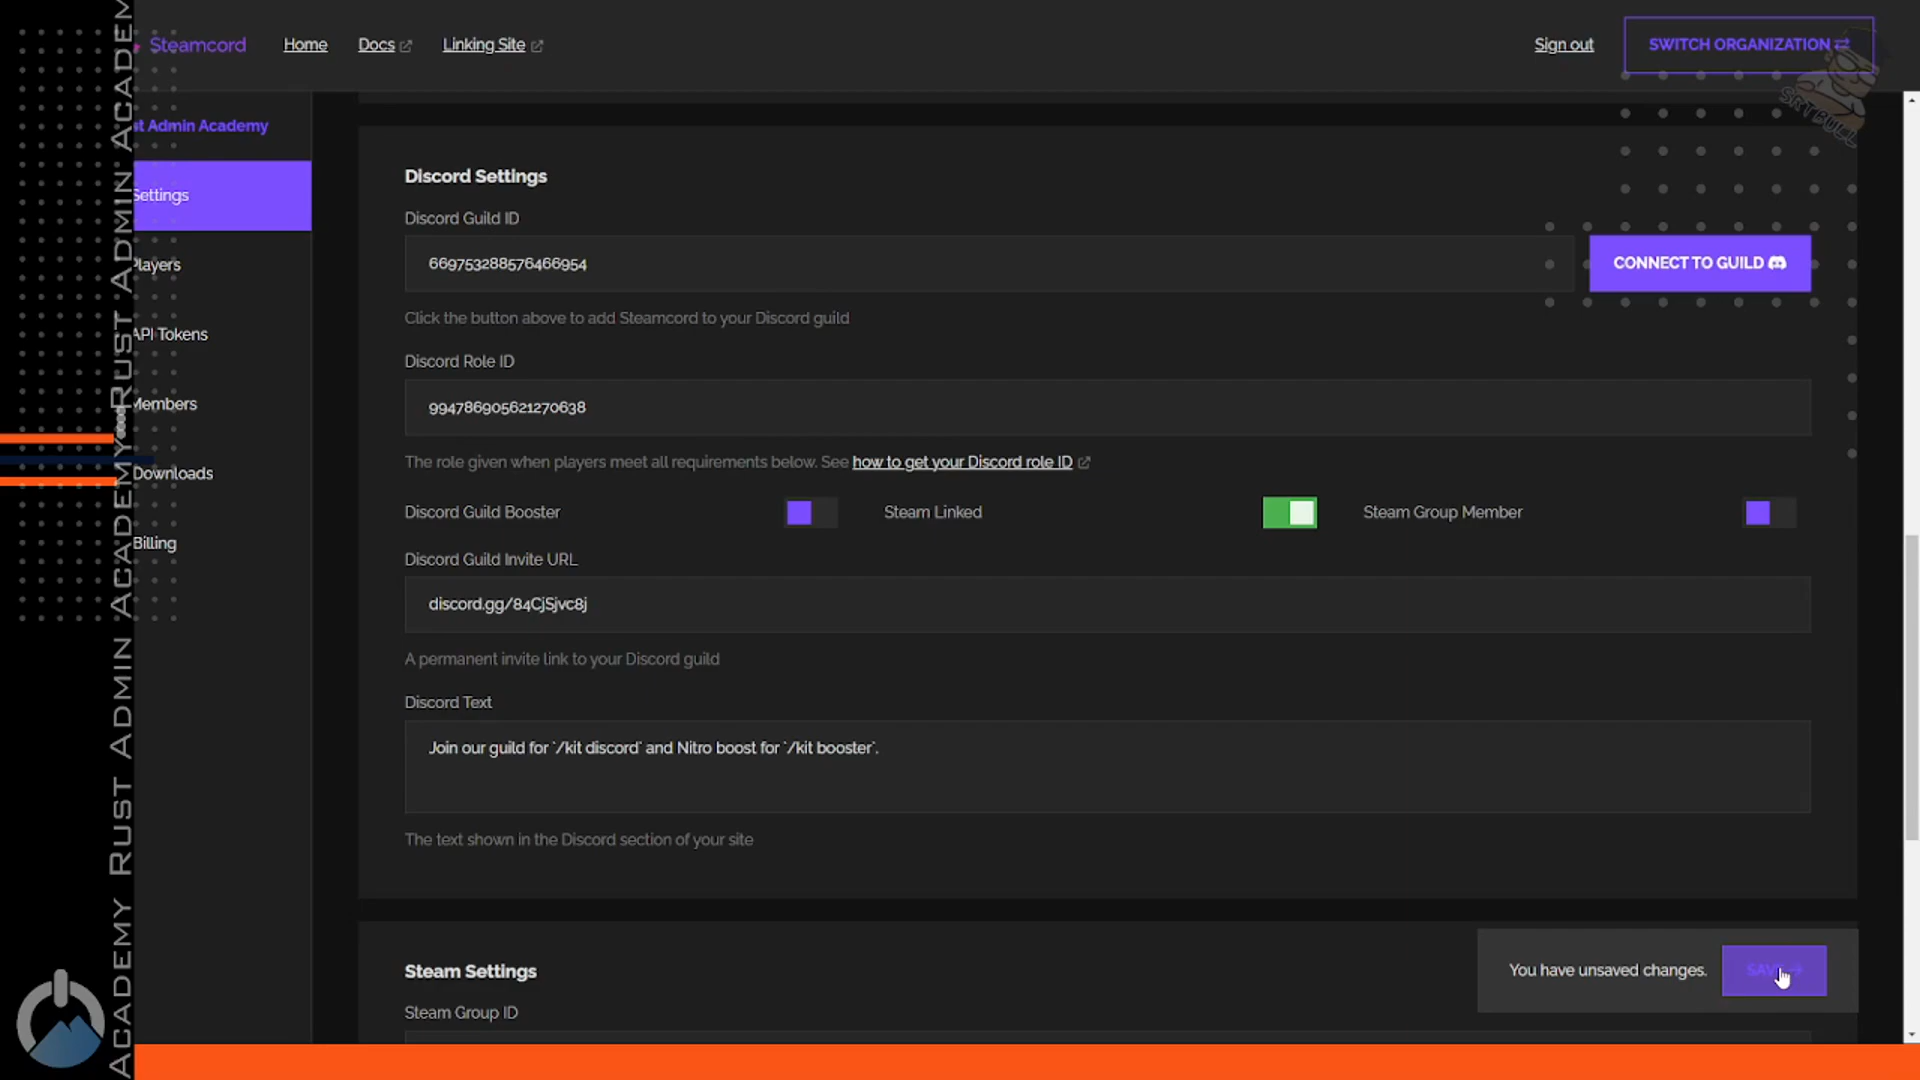 Steamcord
Home
Docs
Linking Site
Sign out
SWITCH ORGANIZATION
SRTBULL
st Admin Academy
Settings
Players
API Tokens
Members
Downloads
Billing
ACADEMY RUST ADMIN ACADEMY RUST ADMIN ACADEM
Discord Settings
Discord Guild ID
669753288576466954
CONNECT TO GUILD
Click the button above to add Steamcord to your Discord guild
Discord Role ID
994786905621270638
The role given when players meet all requirements below. See how to get your Discord role ID
Discord Guild Booster
Steam Linked
Steam Group Member
Discord Guild Invite URL
discord.gg/84CjSjvc8j
A permanent invite link to your Discord guild
Discord Text
Join our guild for `/kit discord` and Nitro boost for `/kit booster`.
The text shown in the Discord section of your site
Steam Settings
You have unsaved changes.
SAVE
Steam Group ID